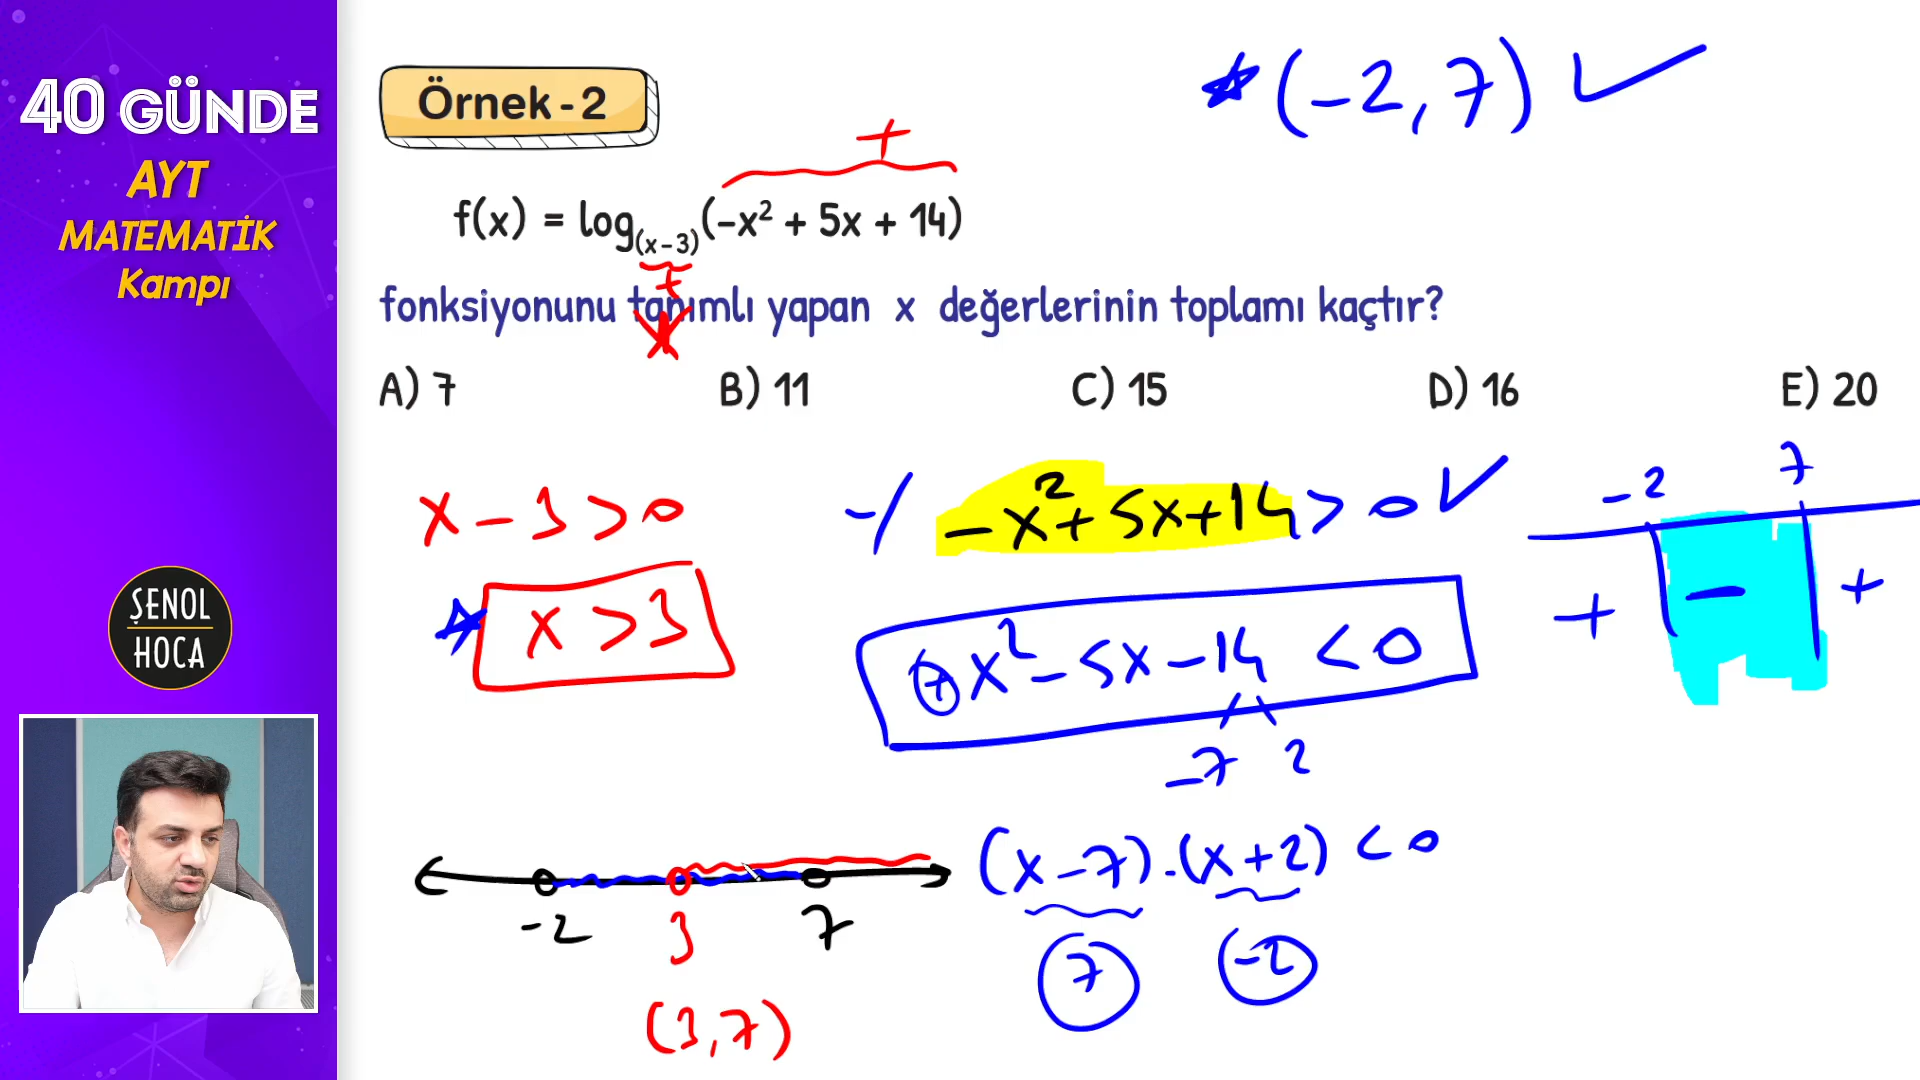 40 GÜNDE
AYT
MATEMATİK
Kampı
ŞENOL
HOCA
Örnek - 2
* (-2, 7) ✓
+
f(x) = log₍ₓ₋₃₎(-x² + 5x + 14)
+
fonksiyonunu tanımlı yapan x değerlerinin toplamı kaçtır?
A) 7 B) 11 C) 15 D) 16 E) 20
x - 3 > 0
x > 3
-/ -x² + 5x + 14 > 0 ✓
+x² - 5x - 14 < 0
-7 2
(x - 7) . (x + 2) < 0
7 -2
-2 7
+ - +
-2 3 7
(3, 7)